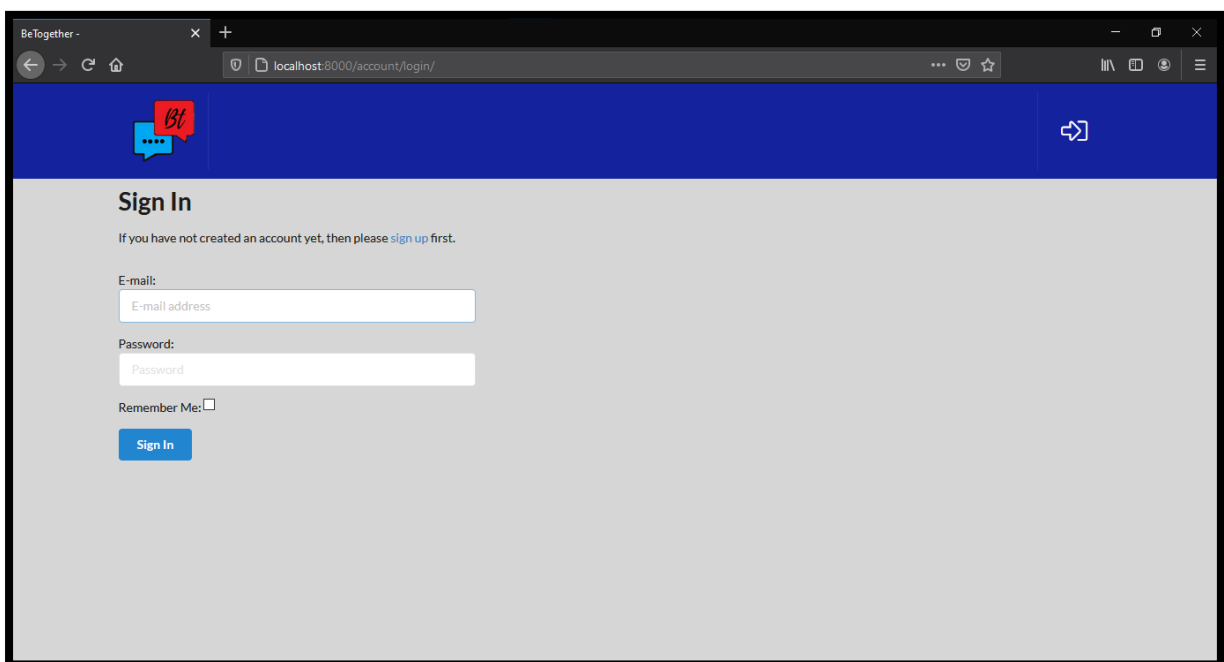 BeTogether -
localhost:8000/account/login/
Bt
Sign In
If you have not created an account yet, then please sign up first.
E-mail:
E-mail address
Password:
Password
Remember Me:
Sign In